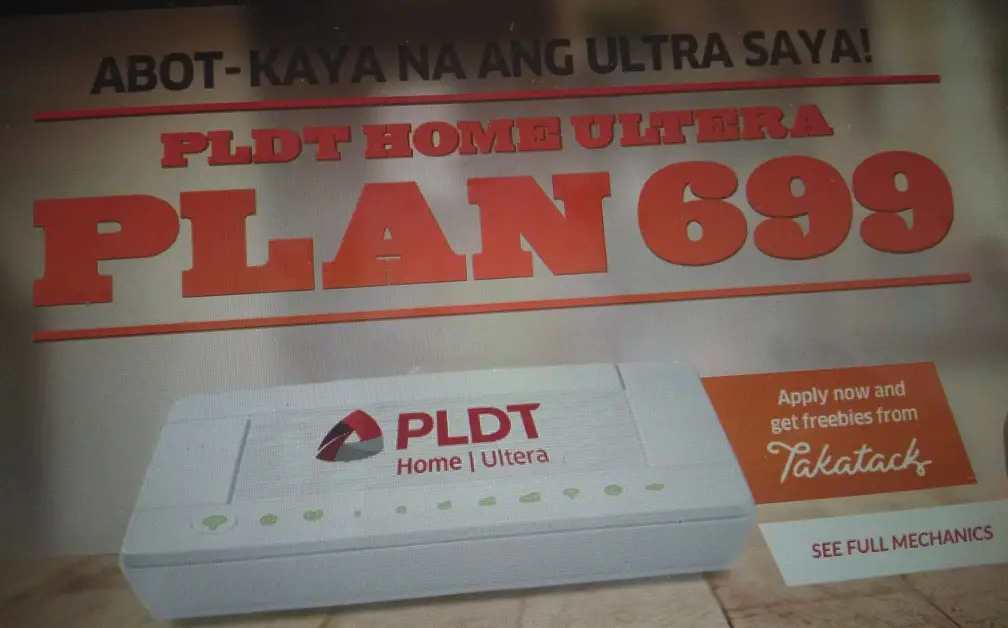 ABOT-KAYA NA ANG ULTRA SAYA!
PLDT HOME ULTERA
PLAN 699
PLDT
Home | Ultera
Apply now and
get freebies from
Takatack
SEE FULL MECHANICS